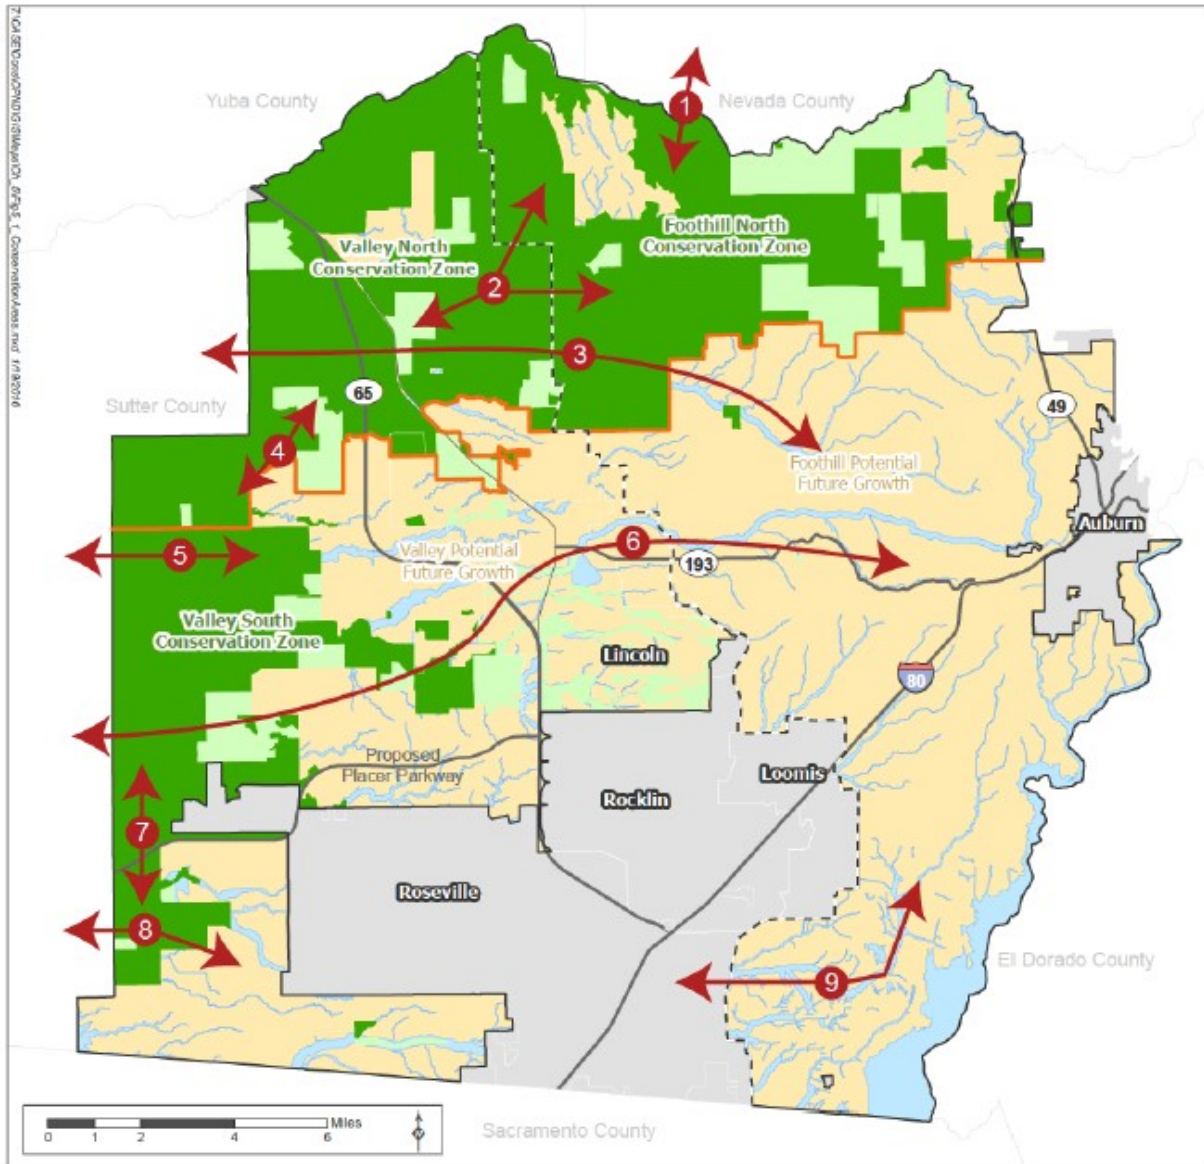 Yuba County
Nevada County
1
Foothill North
Conservation Zone
Valley North
Conservation Zone
2
3
65
Sutter County
49
4
Foothill Potential
Future Growth
Auburn
6
5
193
Valley Potential
Future Growth
Valley South
Conservation Zone
Lincoln
80
Proposed
Placer Parkway
Loomis
Rocklin
7
Roseville
8
El Dorado County
9
Miles
0 1 2 4 6
N
Sacramento County